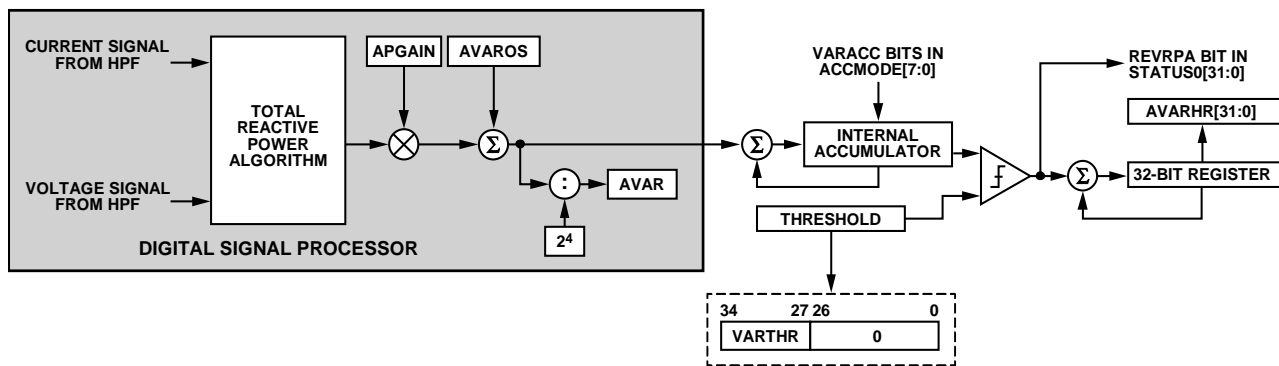 CURRENT SIGNAL
FROM HPF
VOLTAGE SIGNAL
FROM HPF
TOTAL
REACTIVE
POWER
ALGORITHM
APGAIN
AVAROS
Σ
:
AVAR
2⁴
DIGITAL SIGNAL PROCESSOR
VARACC BITS IN
ACCMODE[7:0]
Σ
INTERNAL
ACCUMULATOR
THRESHOLD
34
27
26
0
VARTHR
0
REVRPA BIT IN
STATUS0[31:0]
AVARHR[31:0]
Σ
32-BIT REGISTER